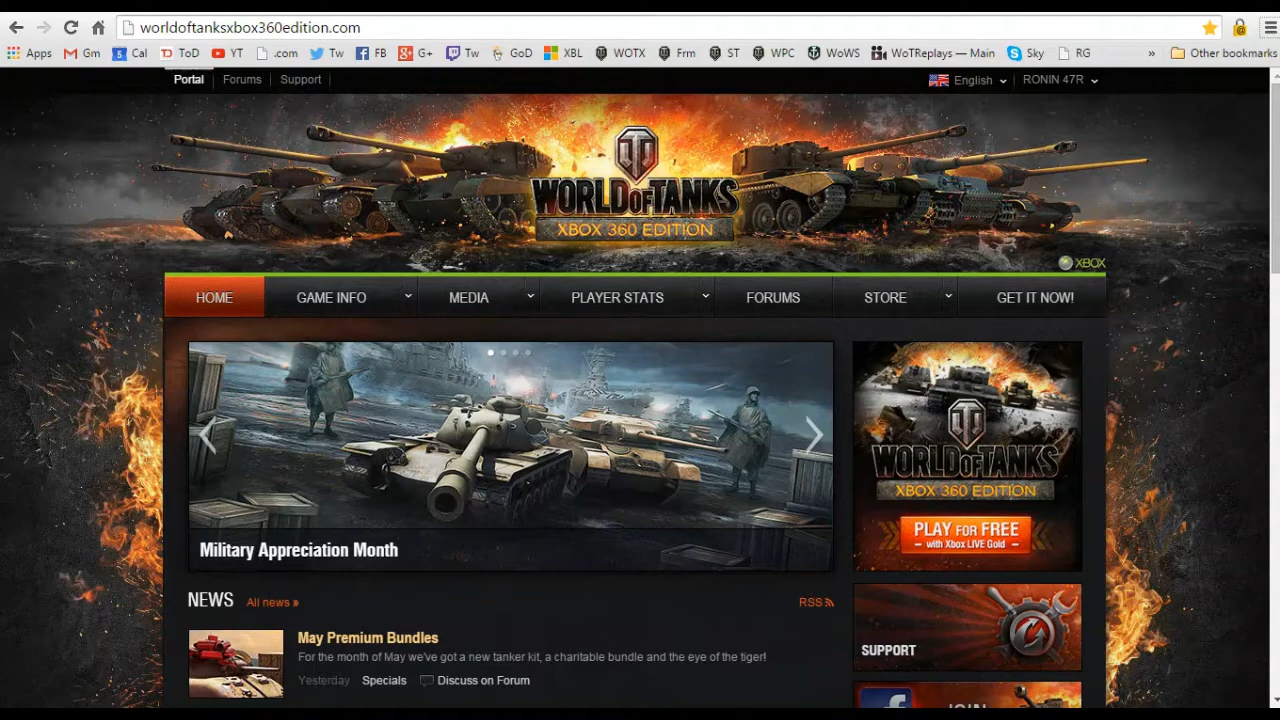 worldoftanksxbox360edition.com
Apps Gm 5 Cal ToD YT .com Tw FB G+ Tw GoD XBL WOTX Frm ST WPC WoWS WoTReplays — Main Sky RG » Other bookmarks
Portal Forums Support English RONIN 47R
WORLD OF TANKS
XBOX 360 EDITION
XBOX
HOME GAME INFO MEDIA PLAYER STATS FORUMS STORE GET IT NOW!
WORLD OF TANKS
XBOX 360 EDITION
PLAY FOR FREE
– with Xbox LIVE Gold –
Military Appreciation Month
NEWS All news » RSS
May Premium Bundles
For the month of May we've got a new tanker kit, a charitable bundle and the eye of the tiger!
Yesterday Specials Discuss on Forum
SUPPORT